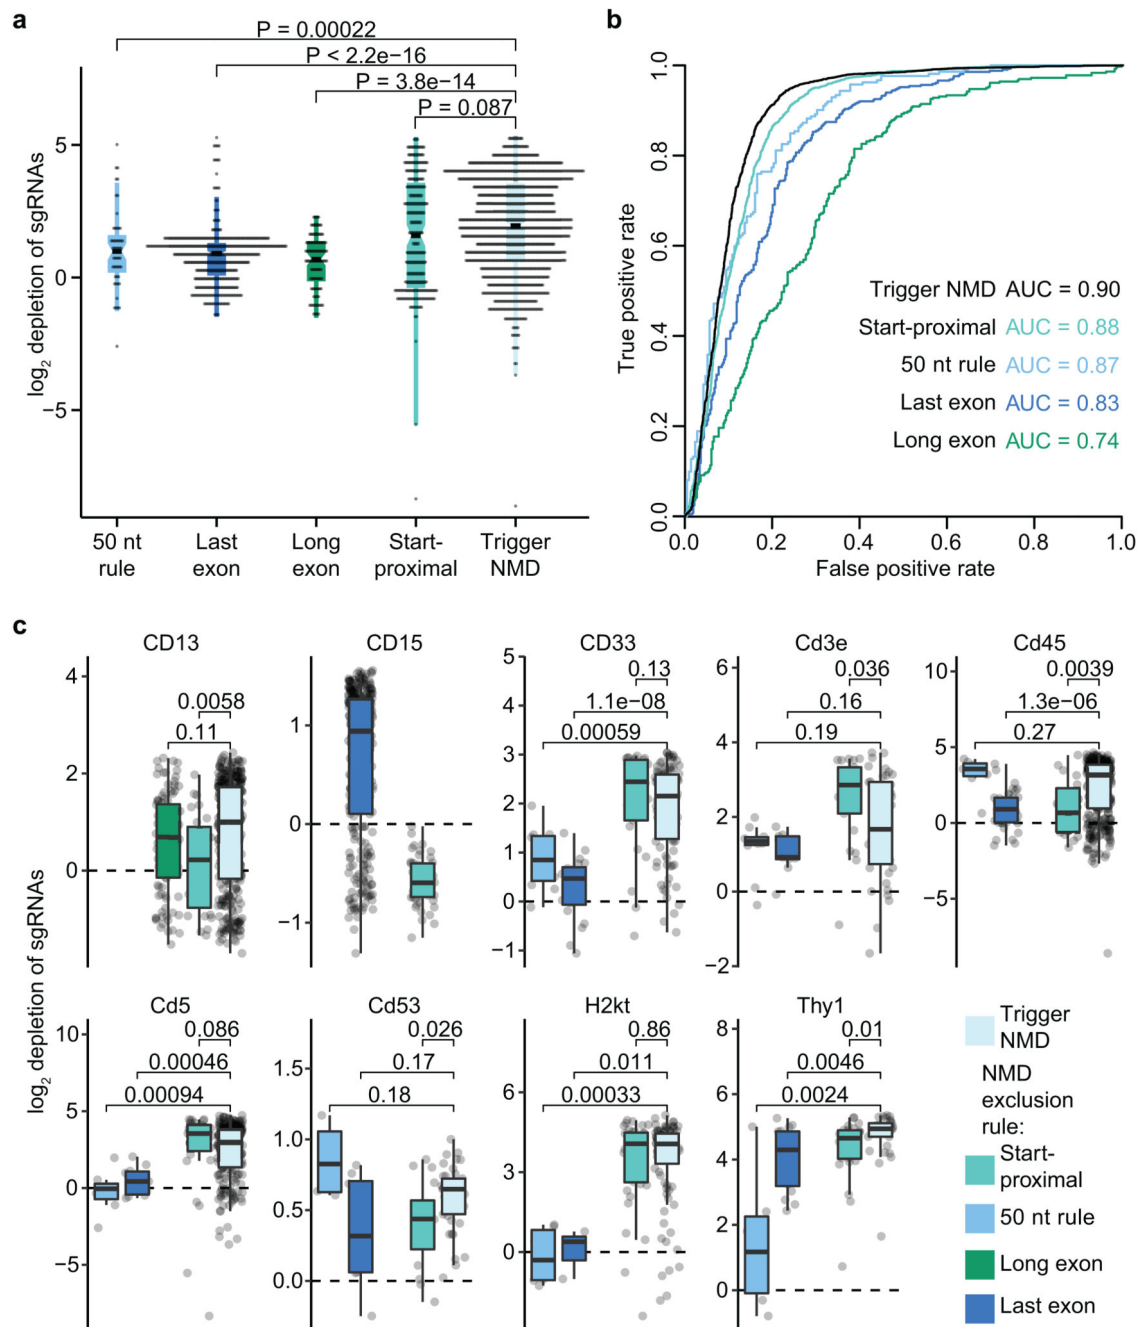 a
P = 0.00022
P < 2.2e−16
P = 3.8e−14
P = 0.087
log₂ depletion of sgRNAs
5
0
−5
50 nt rule
Last exon
Long exon
Start-proximal
Trigger NMD
b
True positive rate
1.0
0.8
0.6
0.4
0.2
0.0
Trigger NMD AUC = 0.90
Start-proximal AUC = 0.88
50 nt rule AUC = 0.87
Last exon AUC = 0.83
Long exon AUC = 0.74
0.0 0.2 0.4 0.6 0.8 1.0
False positive rate
c
log₂ depletion of sgRNAs
CD13
4
2
0
0.0058
0.11
CD15
1
0
−1
CD33
5
4
3
2
1
0
−1
0.13
1.1e−08
0.00059
Cd3e
6
4
2
0
−2
0.036
0.16
0.19
Cd45
10
5
0
−5
0.0039
1.3e−06
0.27
Cd5
10
5
0
−5
0.086
0.00046
0.00094
Cd53
1.5
1.0
0.5
0.0
0.026
0.17
0.18
H2kt
6
3
0
0.86
0.011
0.00033
Thy1
8
6
4
2
0
0.01
0.0046
0.0024
Trigger
NMD
NMD
exclusion
rule:
Start-
proximal
50 nt rule
Long exon
Last exon